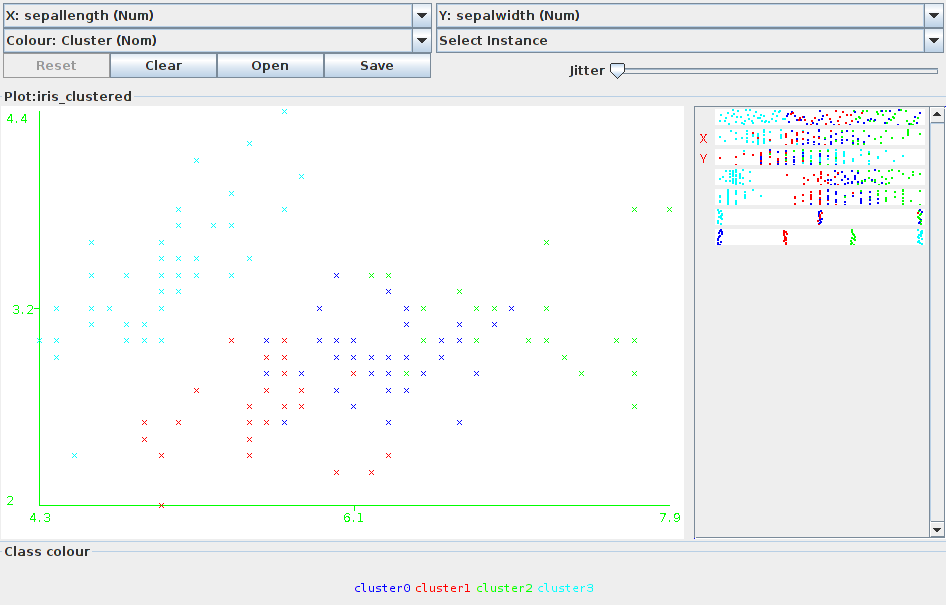 X: sepallength (Num) Y: sepalwidth (Num)
Colour: Cluster (Nom) Select Instance
Reset Clear Open Save Jitter
Plot:iris_clustered
4.4
X
Y
3.2
2
4.3 6.1 7.9
Class colour
cluster0 cluster1 cluster2 cluster3